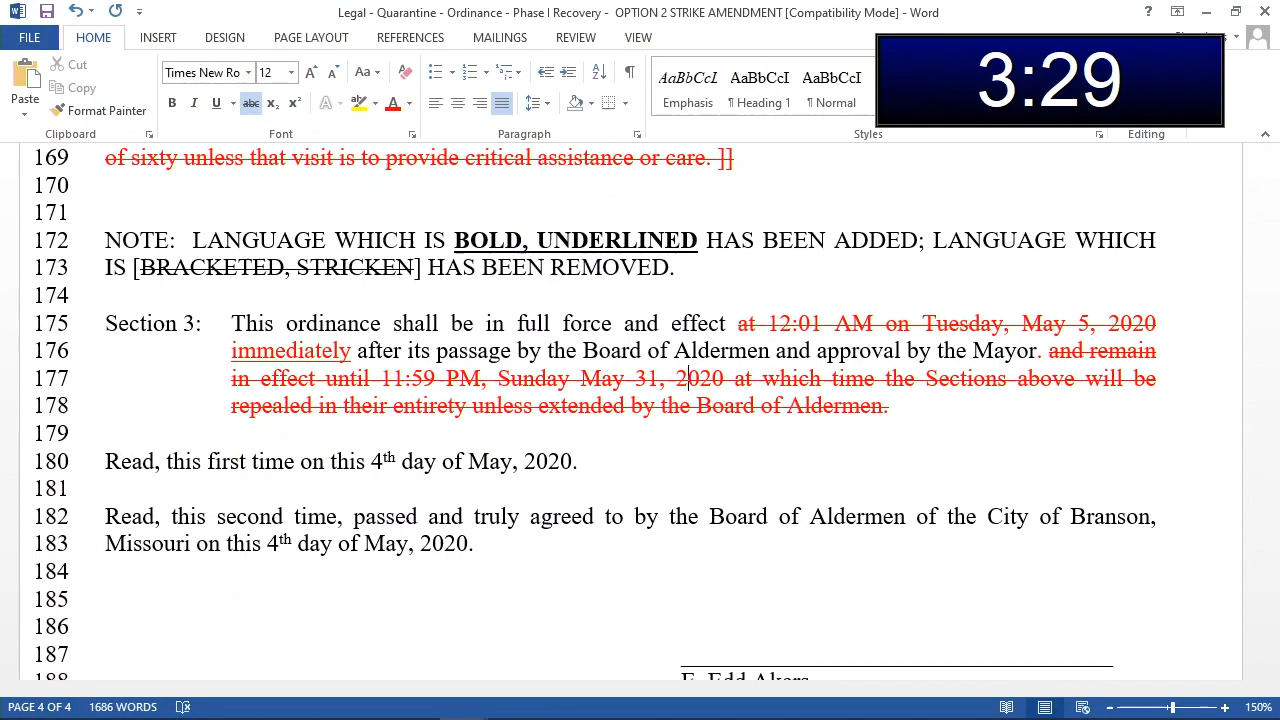 Legal - Quarantine - Ordinance - Phase I Recovery - OPTION 2 STRIKE AMENDMENT [Compatibility Mode] - Word
FILE HOME INSERT DESIGN PAGE LAYOUT REFERENCES MAILINGS REVIEW VIEW
3:29
Paste
Cut
Copy
Format Painter
Clipboard
Times New Ro 12
Font
Paragraph
AaBbCcI AaBbCcI AaBbCcI
Emphasis ¶ Heading ¶ Normal
Styles
Editing
169 of sixty unless that visit is to provide critical assistance or care. ]]
170
171
172 NOTE: LANGUAGE WHICH IS BOLD, UNDERLINED HAS BEEN ADDED; LANGUAGE WHICH
173 IS [BRACKETED, STRICKEN] HAS BEEN REMOVED.
174
175 Section 3: This ordinance shall be in full force and effect at 12:01 AM on Tuesday, May 5, 2020
176 immediately after its passage by the Board of Aldermen and approval by the Mayor. and remain
177 in effect until 11:59 PM, Sunday May 31, 2020 at which time the Sections above will be
178 repealed in their entirety unless extended by the Board of Aldermen.
179
180 Read, this first time on this 4th day of May, 2020.
181
182 Read, this second time, passed and truly agreed to by the Board of Aldermen of the City of Branson,
183 Missouri on this 4th day of May, 2020.
184
185
186
187
188 E. Edd Akers
PAGE 4 OF 4 1686 WORDS 150%